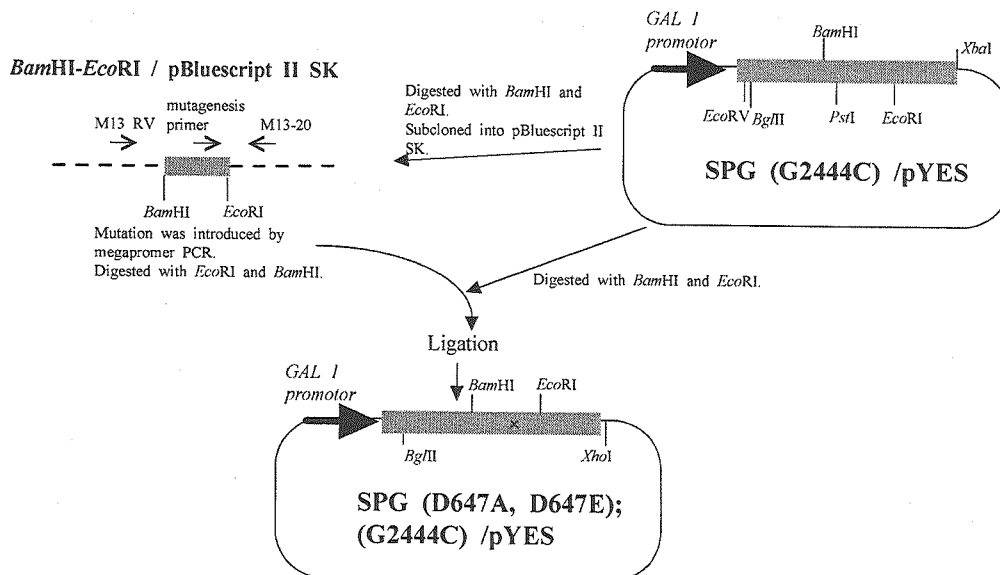 BamHI-EcoRI / pBluescript II SK
mutagenesis
M13 RV primer M13-20
BamHI EcoRI
Mutation was introduced by
megapromer PCR.
Digested with EcoRI and BamHI.
Digested with BamHI and
EcoRI.
Subcloned into pBluescript II
SK.
GAL 1
promotor
BamHI
XbaI
EcoRV BglII PstI EcoRI
SPG (G2444C) /pYES
Digested with BamHI and EcoRI.
Ligation
GAL 1
promotor
BamHI EcoRI
×
BglII XhoI
SPG (D647A, D647E);
(G2444C) /pYES